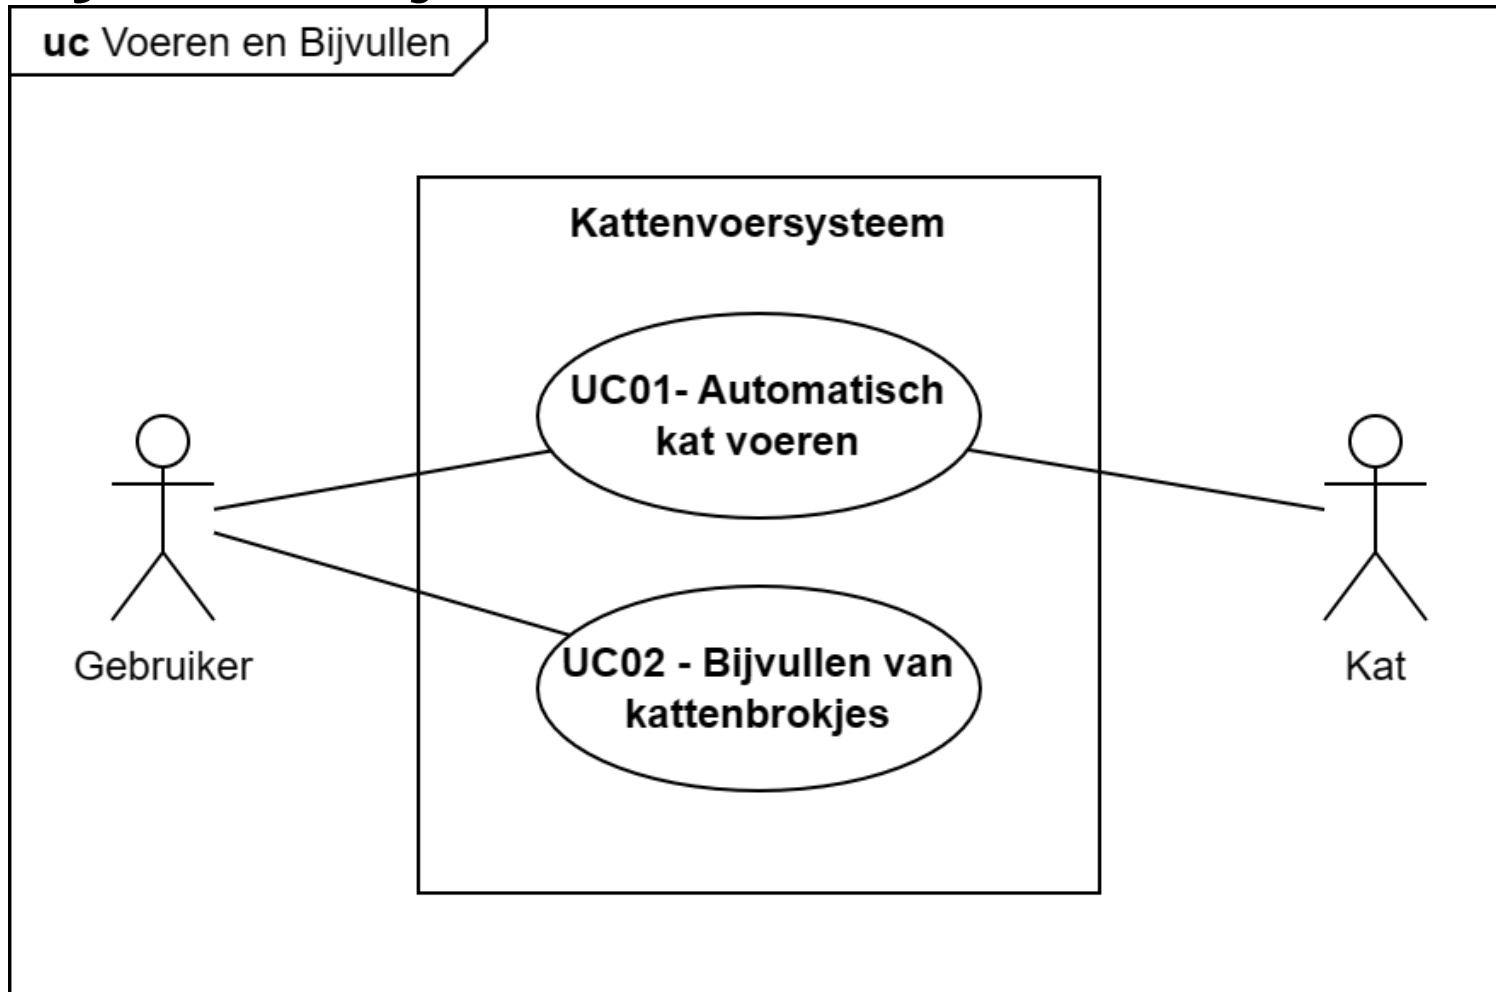 uc Voeren en Bijvullen
Kattenvoersysteem
UC01- Automatisch
kat voeren
Gebruiker
Kat
UC02 - Bijvullen van
kattenbrokjes